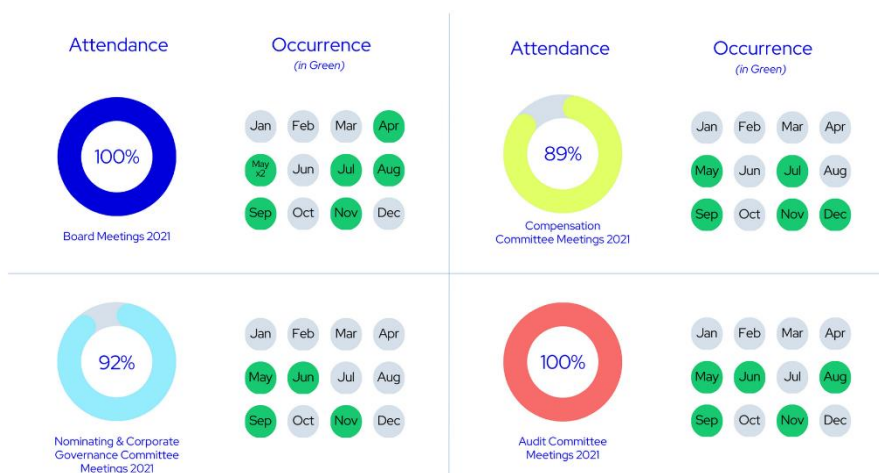 Attendance
Occurrence
(in Green)
100%
Board Meetings 2021
Jan Feb Mar Apr
May x2 Jun Jul Aug
Sep Oct Nov Dec
Attendance
Occurrence
(in Green)
89%
Compensation
Committee Meetings 2021
Jan Feb Mar Apr
May Jun Jul Aug
Sep Oct Nov Dec
92%
Nominating & Corporate
Governance Committee
Meetings 2021
Jan Feb Mar Apr
May Jun Jul Aug
Sep Oct Nov Dec
100%
Audit Committee
Meetings 2021
Jan Feb Mar Apr
May Jun Jul Aug
Sep Oct Nov Dec